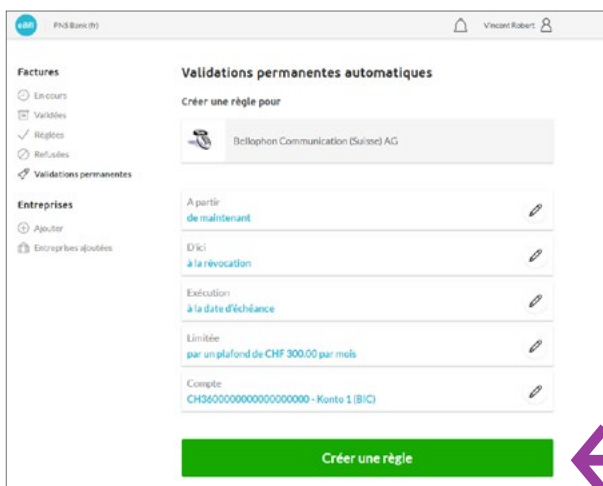 eBill
PNS Bank (fr)
Vincent Robert
Factures
En cours
Validées
Réglées
Refusées
Validations permanentes
Entreprises
Ajouter
Entreprises ajoutées
Validations permanentes automatiques
Créer une règle pour
Bellophon Communication (Suisse) AG
A partir
de maintenant
D'ici
à la révocation
Exécution
à la date d'échéance
Limitée
par un plafond de CHF 300.00 par mois
Compte
CH3600000000000000000 - Konto 1 (BIC)
Créer une règle